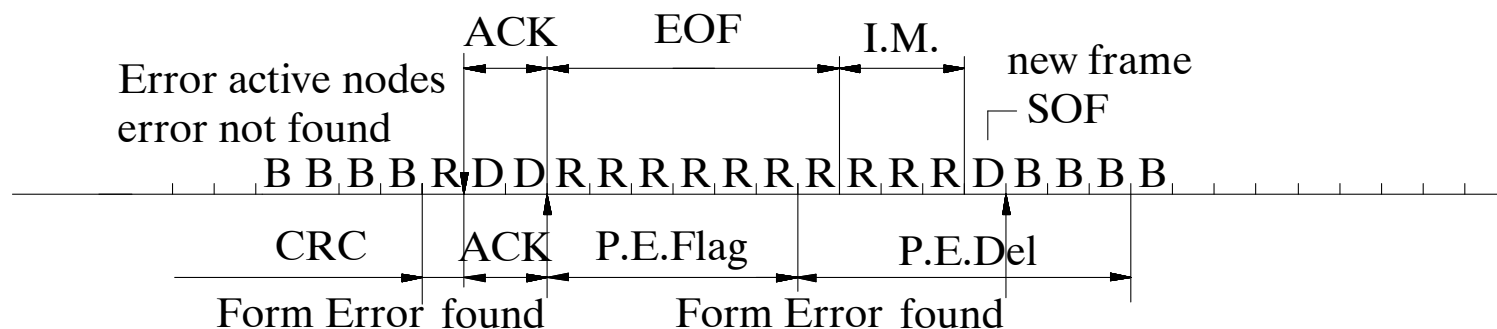 ACK EOF I.M.
Error active nodes new frame
error not found SOF
B B B B R D D R R R R R R R R R R D B B B B
CRC ACK P.E.Flag P.E.Del
Form Error found Form Error found